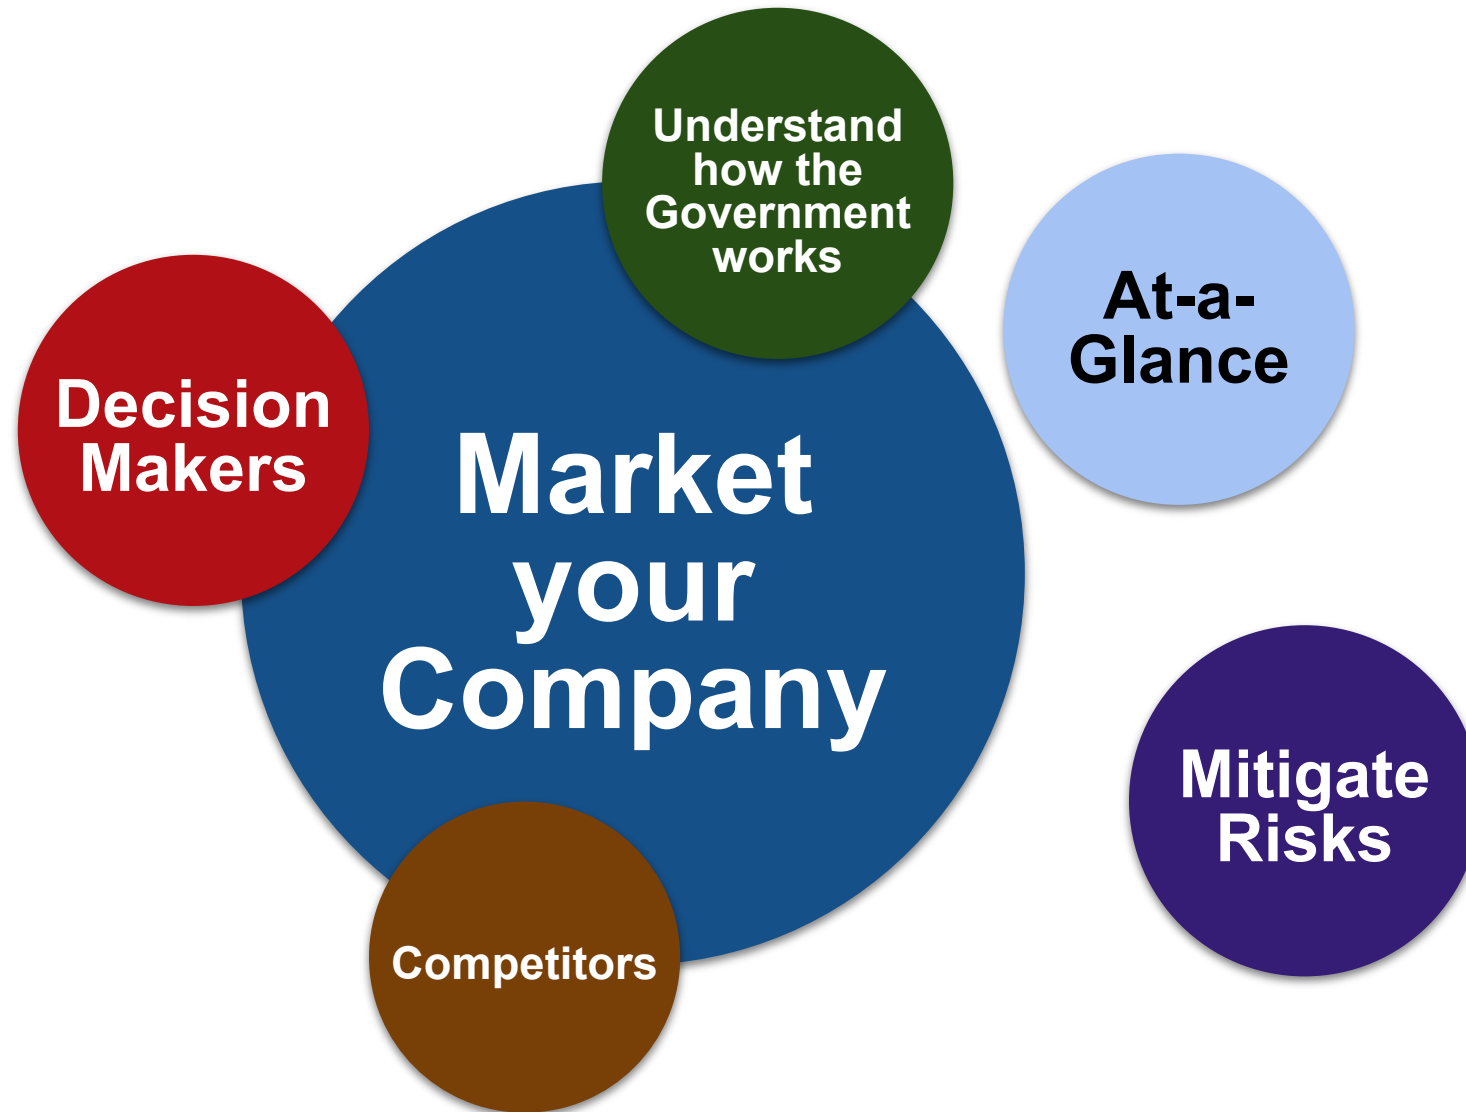 Understand
how the
Government
works
At-a-
Glance
Decision
Makers
Market
your
Company
Mitigate
Risks
Competitors